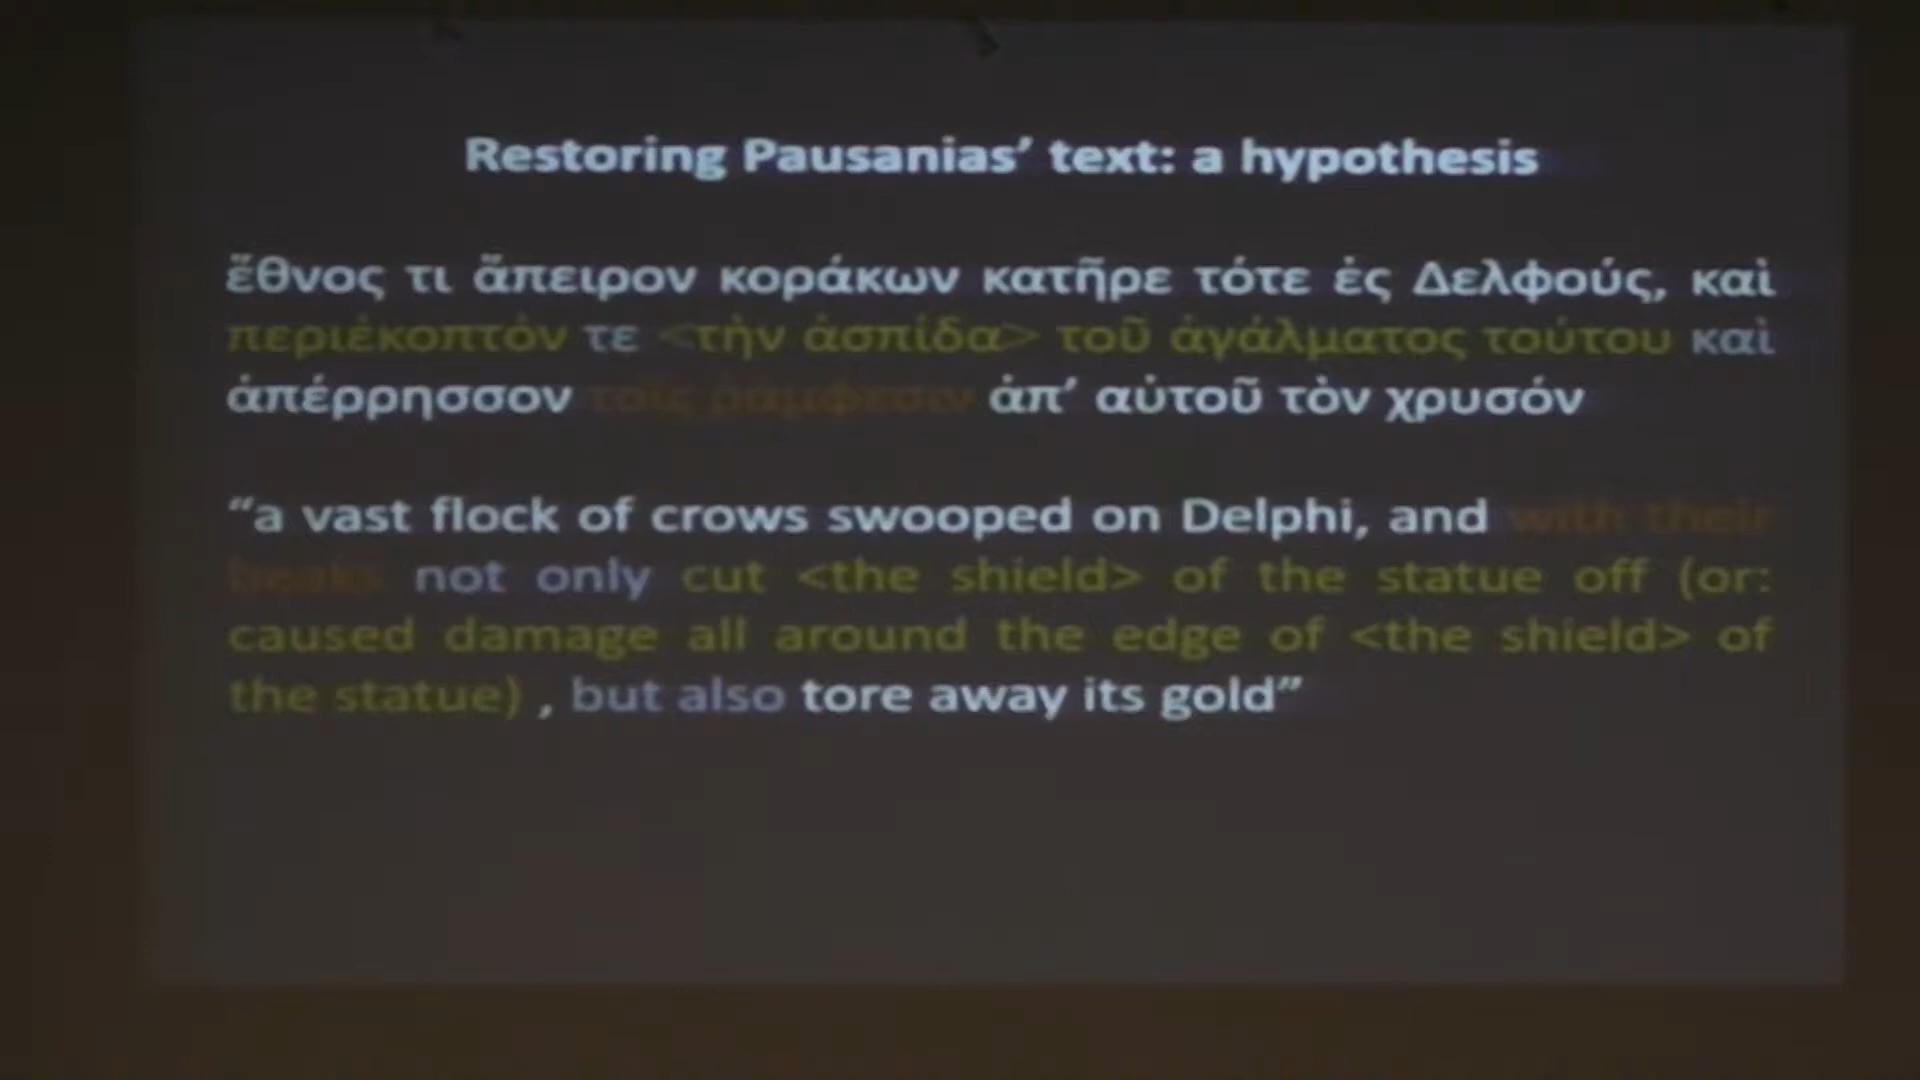 Restoring Pausanias’ text: a hypothesis
ἔθνος τι ἄπειρον κοράκων κατῆρε τότε ἐς Δελφούς, καὶ
περιέκοπτόν τε <τὴν ἀσπίδα> τοῦ ἀγάλματος τούτου καὶ
ἀπέρρησσον τοῖς ῥάμφεσιν ἀπ’ αὐτοῦ τὸν χρυσόν
“a vast flock of crows swooped on Delphi, and with their
beaks not only cut <the shield> of the statue off (or:
caused damage all around the edge of <the shield> of
the statue) , but also tore away its gold”